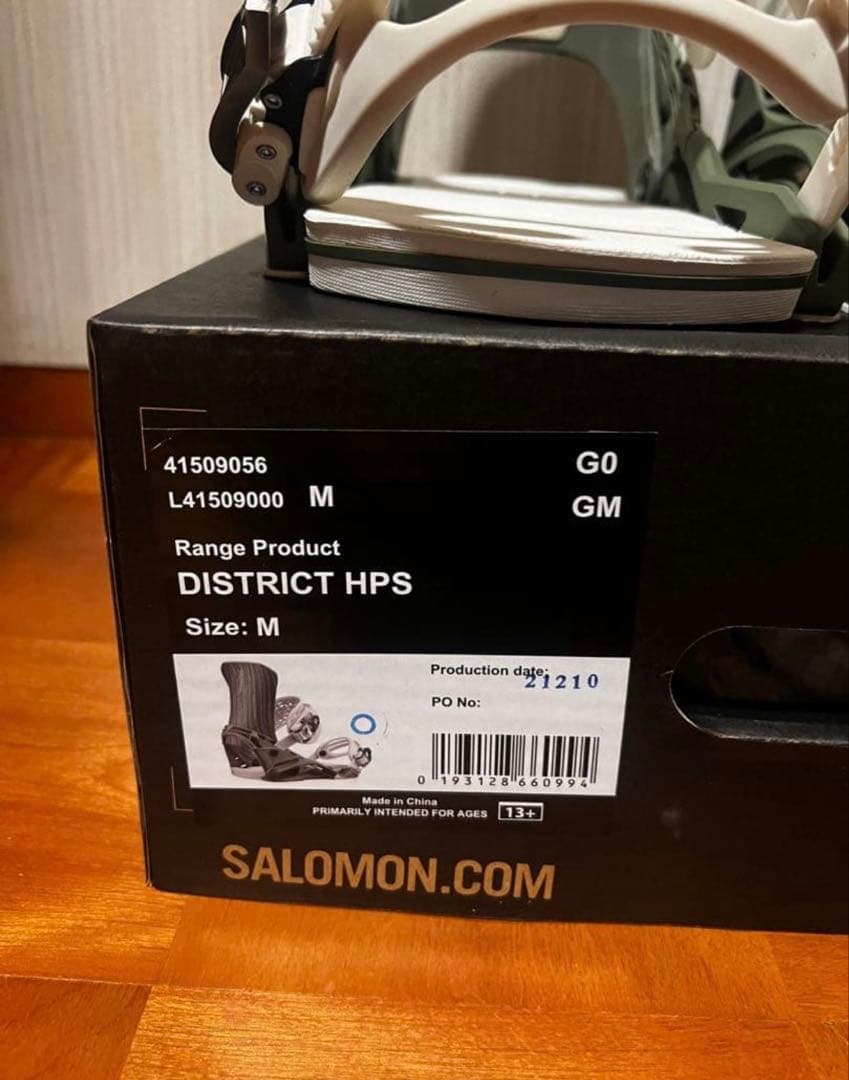 41509056 G0
L41509000 M GM
Range Product
DISTRICT HPS
Size: M
Production date:
21210
PO No:
0 193128 660994
Made in China
PRIMARILY INTENDED FOR AGES 13+
SALOMON.COM